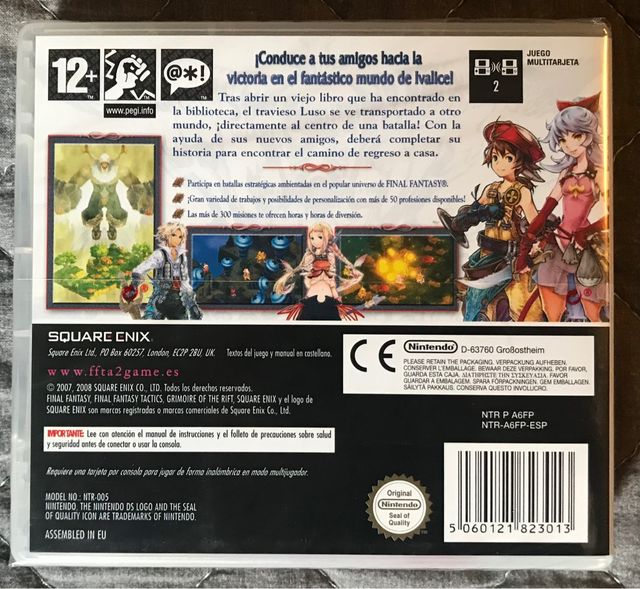 12+
www.pegi.info
@*!
¡Conduce a tus amigos hacia la
victoria en el fantástico mundo de Ivalice!
2
JUEGO
MULTITARJETA
Tras abrir un viejo libro que ha encontrado en
la biblioteca, el travieso Luso se ve transportado a otro
mundo, ¡directamente al centro de una batalla! Con la
ayuda de sus nuevos amigos, deberá completar su
historia para encontrar el camino de regreso a casa.
Participa en batallas estratégicas ambientadas en el popular universo de FINAL FANTASY®.
¡Gran variedad de trabajos y posibilidades de personalización con más de 50 profesiones disponibles!
Las más de 300 misiones te ofrecen horas y horas de diversión.
SQUARE ENIX
Square Enix Ltd., PO Box 60257, London, EC2P 2BU, UK. Textos del juego y manual en castellano.
www.ffta2game.es
© 2007, 2008 SQUARE ENIX CO., LTD. Todos los derechos reservados.
FINAL FANTASY, FINAL FANTASY TACTICS, GRIMOIRE OF THE RIFT, SQUARE ENIX y el logo de
SQUARE ENIX son marcas registradas o marcas comerciales de Square Enix Co., Ltd.
CE
Nintendo D-63760 Großostheim
PLEASE RETAIN THE PACKAGING. VERPACKUNG AUFHEBEN.
CONSERVER L'EMBALLAGE. BEWAAR DEZE VERPAKKING. POR FAVOR,
GUARDA ESTA CAJA. ΔΙΑΤΗΡΗΣΤΕ ΤΗΝ ΣΥΣΚΕΥΑΣΙΑ. FAVOR
GUARDAR A EMBALAGEM. SPARA FÖRPACKNINGEN. GEM EMBALLAGEN.
SÄILYTÄ PAKKAUS. CONSERVA QUESTO INVOLUCRO.
NTR P A6FP
NTR-A6FP-ESP
IMPORTANTE: Lee con atención el manual de instrucciones y el folleto de precauciones sobre salud
y seguridad antes de conectar o usar la consola.
Requiere una tarjeta por consola para jugar de forma inalámbrica en modo multijugador.
MODEL NO.: NTR-005
NINTENDO, THE NINTENDO DS LOGO AND THE SEAL
OF QUALITY ICON ARE TRADEMARKS OF NINTENDO.
ASSEMBLED IN EU
Original
Nintendo
Seal of
Quality
5 060121 823013